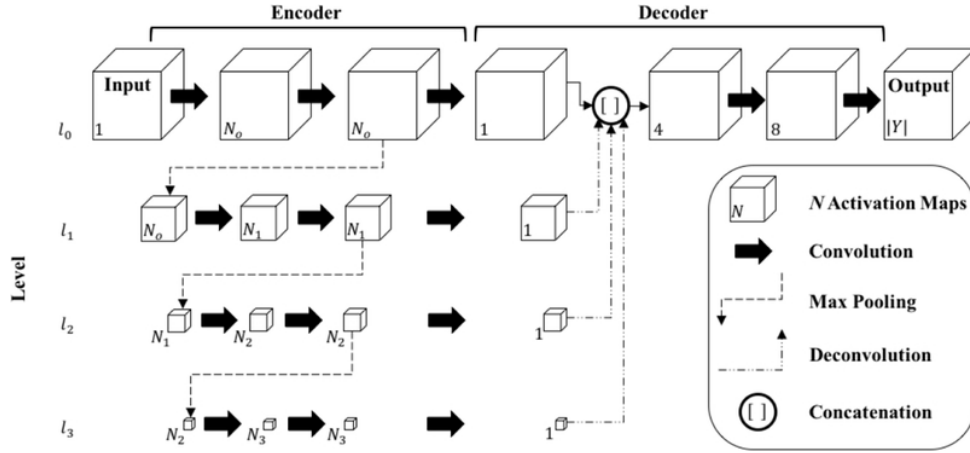 Encoder
Decoder
Input
Output
l₀
1
Nₒ
Nₒ
1
[ ]
4
8
|Y|
l₁
Nₒ
N₁
N₁
1
N
N Activation Maps
Convolution
Level
l₂
N₁
N₂
N₂
1
Max Pooling
Deconvolution
l₃
N₂
N₃
N₃
1
[ ]
Concatenation